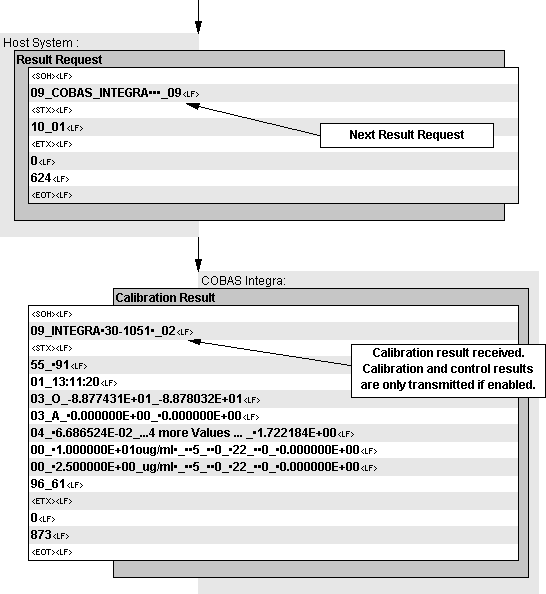 Host System :
Result Request
<SOH><LF>
09_COBAS_INTEGRA▪▪▪_09<LF>
<STX><LF>
10_01<LF>
<ETX><LF>
0<LF>
624<LF>
<EOT><LF>
Next Result Request
COBAS Integra:
Calibration Result
<SOH><LF>
09_INTEGRA▪30-1051▪_02<LF>
<STX><LF>
55_▪91<LF>
01_13:11:20<LF>
03_O_-8.877431E+01_-8.878032E+01<LF>
03_A_▪0.000000E+00_▪0.000000E+00<LF>
04_▪6.686524E-02_...4 more Values ..._▪1.722184E+00<LF>
00_▪1.000000E+01oug/ml▪_▪▪5_▪▪0_▪22_▪▪0_▪0.000000E+00<LF>
00_▪2.500000E+00_ug/ml▪_▪▪5_▪▪0_▪22_▪▪0_▪0.000000E+00<LF>
96_61<LF>
<ETX><LF>
0<LF>
873<LF>
<EOT><LF>
Calibration result received.
Calibration and control results
are only transmitted if enabled.